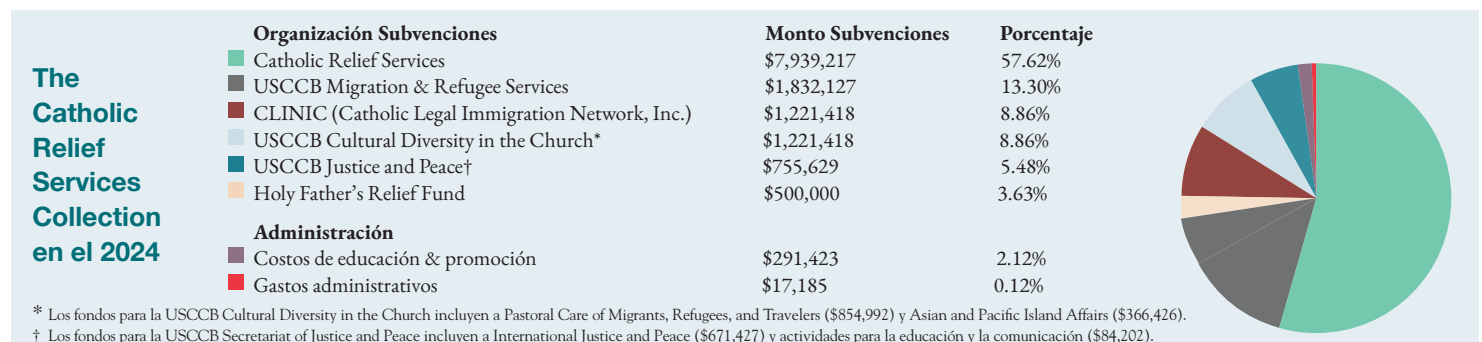 The
Catholic
Relief
Services
Collection
en el 2024
Organización Subvenciones Monto Subvenciones Porcentaje
Catholic Relief Services $7,939,217 57.62%
USCCB Migration & Refugee Services $1,832,127 13.30%
CLINIC (Catholic Legal Immigration Network, Inc.) $1,221,418 8.86%
USCCB Cultural Diversity in the Church* $1,221,418 8.86%
USCCB Justice and Peace† $755,629 5.48%
Holy Father’s Relief Fund $500,000 3.63%
Administración
Costos de educación & promoción $291,423 2.12%
Gastos administrativos $17,185 0.12%
* Los fondos para la USCCB Cultural Diversity in the Church incluyen a Pastoral Care of Migrants, Refugees, and Travelers ($854,992) y Asian and Pacific Island Affairs ($366,426).
† Los fondos para la USCCB Secretariat of Justice and Peace incluyen a International Justice and Peace ($671,427) y actividades para la educación y la comunicación ($84,202).